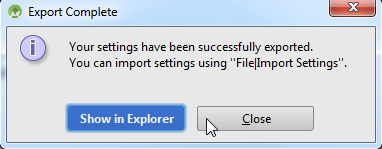 Export Complete
Your settings have been successfully exported.
You can import settings using "File|Import Settings".
Show in Explorer
Close